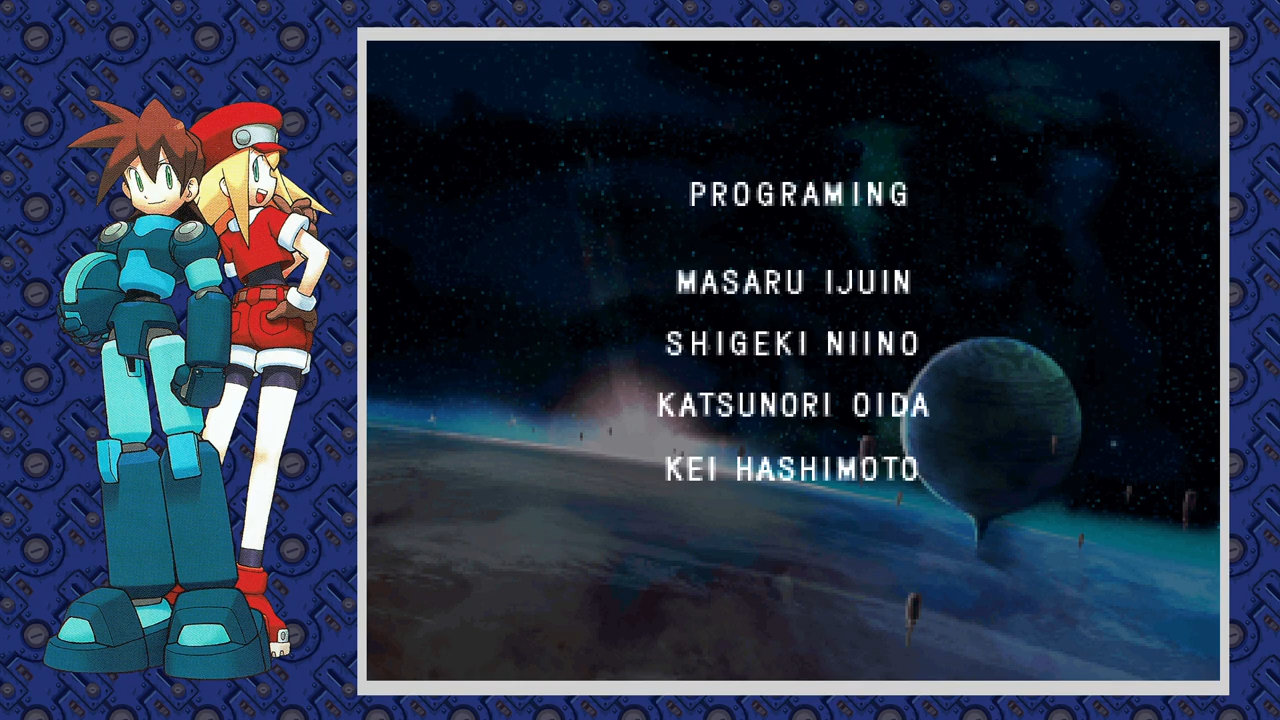 PROGRAMING
MASARU IJUIN
SHIGEKI NIINO
KATSUNORI OIDA
KEI HASHIMOTO